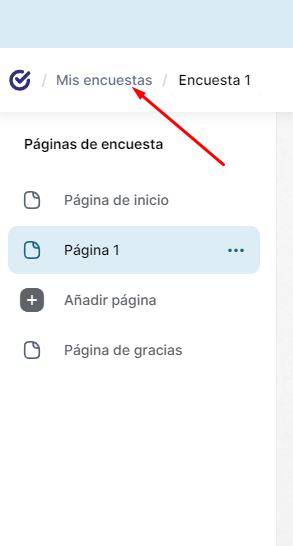 / Mis encuestas / Encuesta 1
Páginas de encuesta
Página de inicio
Página 1
Añadir página
Página de gracias